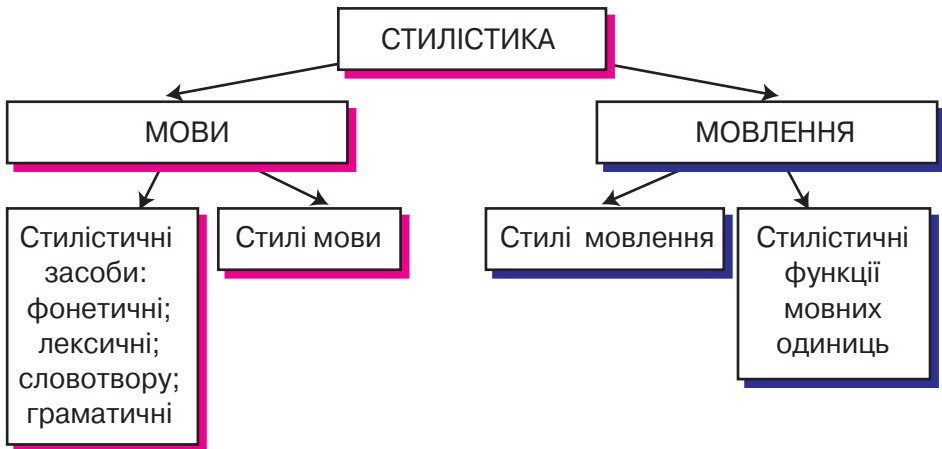 СТИЛІСТИКА
МОВИ
МОВЛЕННЯ
Стилістичні
засоби:
фонетичні;
лексичні;
словотвору;
граматичні
Стилі мови
Стилі мовлення
Стилістичні
функції
мовних
одиниць